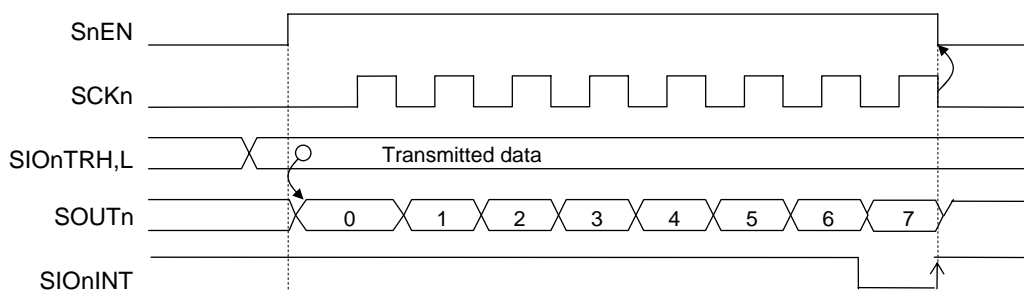 SnEN
SCKn
SIOnTRH,L Transmitted data
SOUTn 0 1 2 3 4 5 6 7
SIOnINT